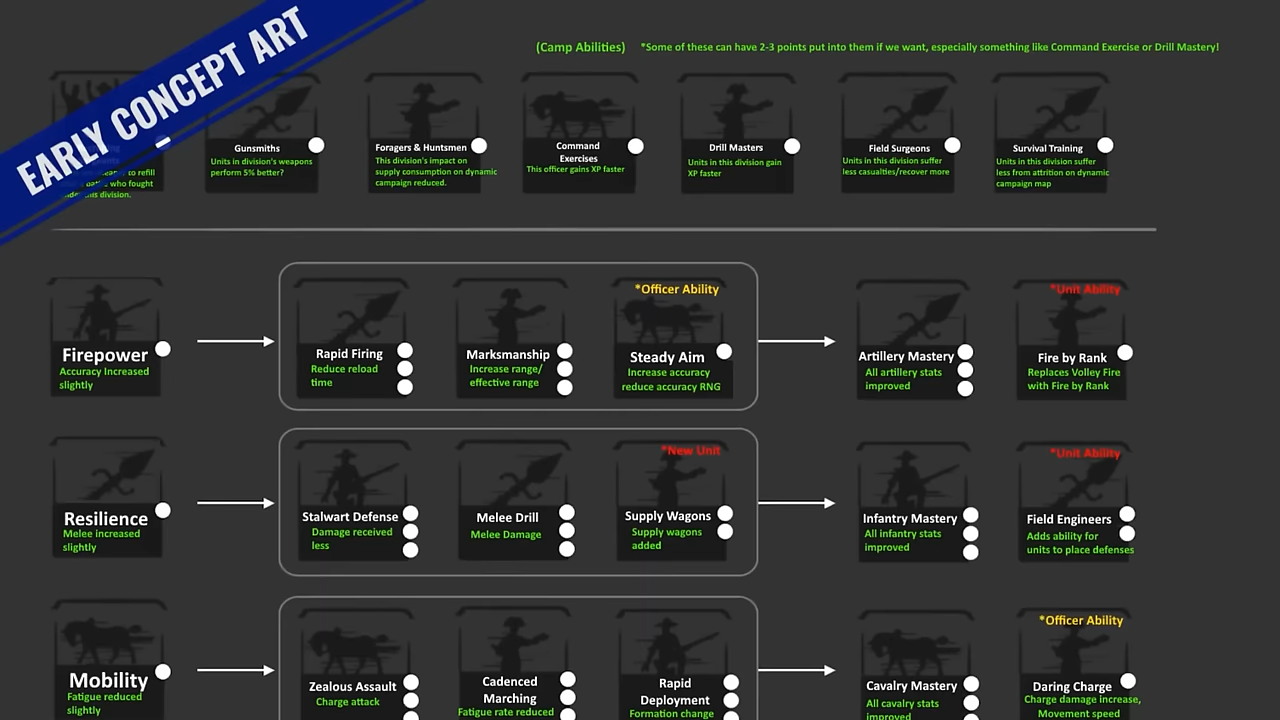 EARLY CONCEPT ART
(Camp Abilities) *Some of these can have 2-3 points put into them if we want, especially something like Command Exercise or Drill Mastery!
to refill
who fought
division.
Gunsmiths
Units in division's weapons
perform 5% better?
Foragers & Huntsmen
This division's impact on
supply consumption on dynamic
campaign reduced.
Command
Exercises
This officer gains XP faster
Drill Masters
Units in this division gain
XP faster
Field Surgeons
Units in this division suffer
less casualties/recover more
Survival Training
Units in this division suffer
less from attrition on dynamic
campaign map
Firepower
Accuracy Increased
slightly
Rapid Firing
Reduce reload
time
Marksmanship
Increase range/
effective range
*Officer Ability
Steady Aim
Increase accuracy
reduce accuracy RNG
Artillery Mastery
All artillery stats
improved
*Unit Ability
Fire by Rank
Replaces Volley Fire
with Fire by Rank
Resilience
Melee increased
slightly
Stalwart Defense
Damage received
less
Melee Drill
Melee Damage
*New Unit
Supply Wagons
Supply wagons
added
Infantry Mastery
All infantry stats
improved
*Unit Ability
Field Engineers
Adds ability for
units to place defenses
Mobility
Fatigue reduced
slightly
Zealous Assault
Charge attack
Cadenced
Marching
Fatigue rate reduced
Rapid
Deployment
Formation change
Cavalry Mastery
All cavalry stats
improved
*Officer Ability
Daring Charge
Charge damage increase,
Movement speed